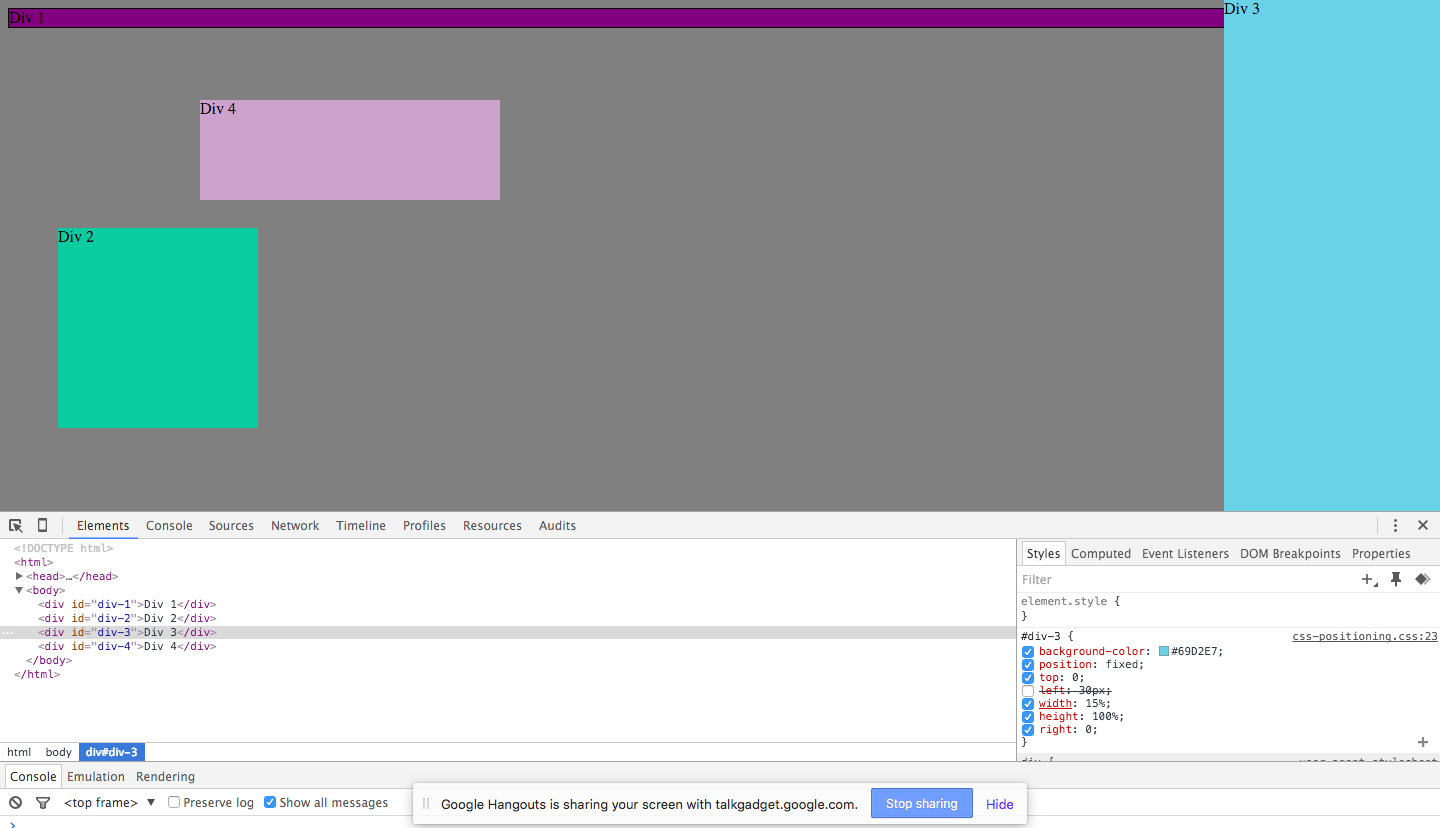 Div 1
Div 3
Div 4
Div 2
Elements Console Sources Network Timeline Profiles Resources Audits
<!DOCTYPE html>
<html>
<head>…</head>
<body>
<div id="div-1">Div 1</div>
<div id="div-2">Div 2</div>
<div id="div-3">Div 3</div>
<div id="div-4">Div 4</div>
</body>
</html>
html body div#div-3
Styles Computed Event Listeners DOM Breakpoints Properties
Filter
element.style {
}
#div-3 { css-positioning.css:23
background-color: #69D2E7;
position: fixed;
top: 0;
left: 30px;
width: 15%;
height: 100%;
right: 0;
}
div { user agent stylesheet
Console Emulation Rendering
<top frame> ▼ Preserve log Show all messages
Google Hangouts is sharing your screen with talkgadget.google.com. Stop sharing Hide